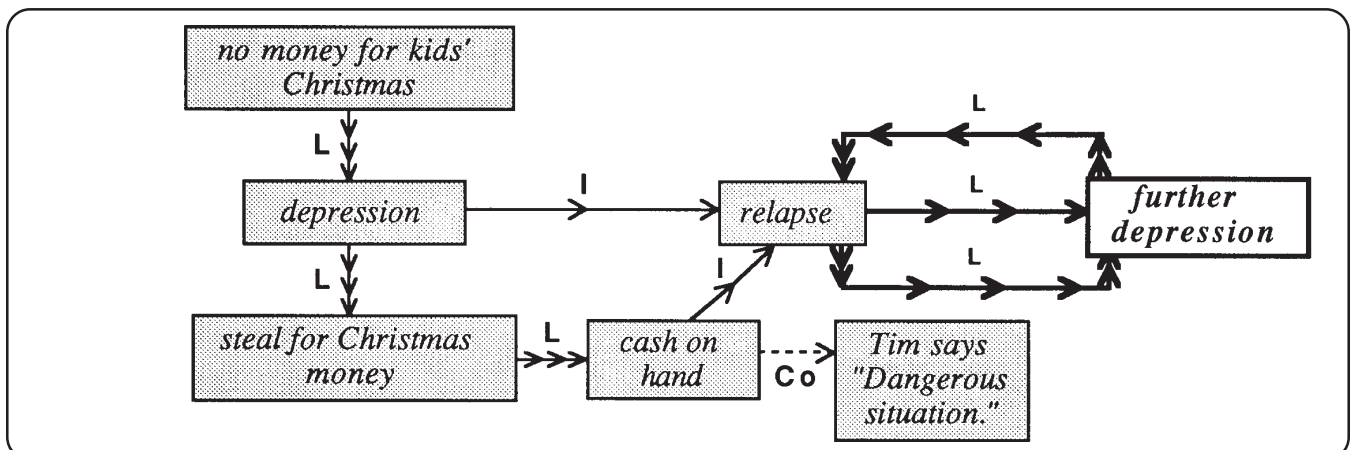 no money for kids'
Christmas
L
L
depression
I
relapse
L
L
further
depression
L
L
steal for Christmas
money
L
cash on
hand
I
Co
Tim says
"Dangerous
situation."